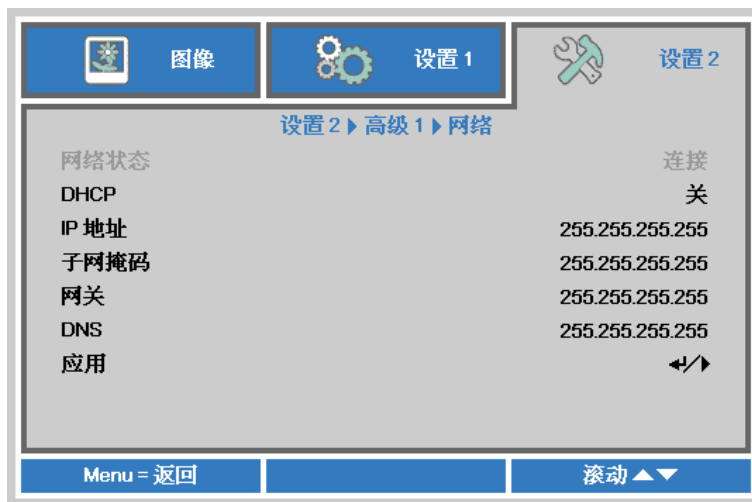 图像 设置 1 设置 2
设置 2 ▶ 高级 1 ▶ 网络
网络状态 连接
DHCP 关
IP 地址 255.255.255.255
子网掩码 255.255.255.255
网关 255.255.255.255
DNS 255.255.255.255
应用 ↵/▶
Menu = 返回 滚动 ▲▼